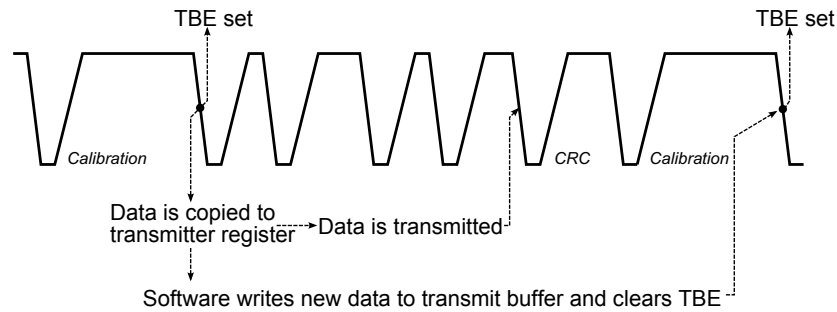 TBE set
TBE set
Calibration
CRC
Calibration
Data is copied to
transmitter register
Data is transmitted
Software writes new data to transmit buffer and clears TBE